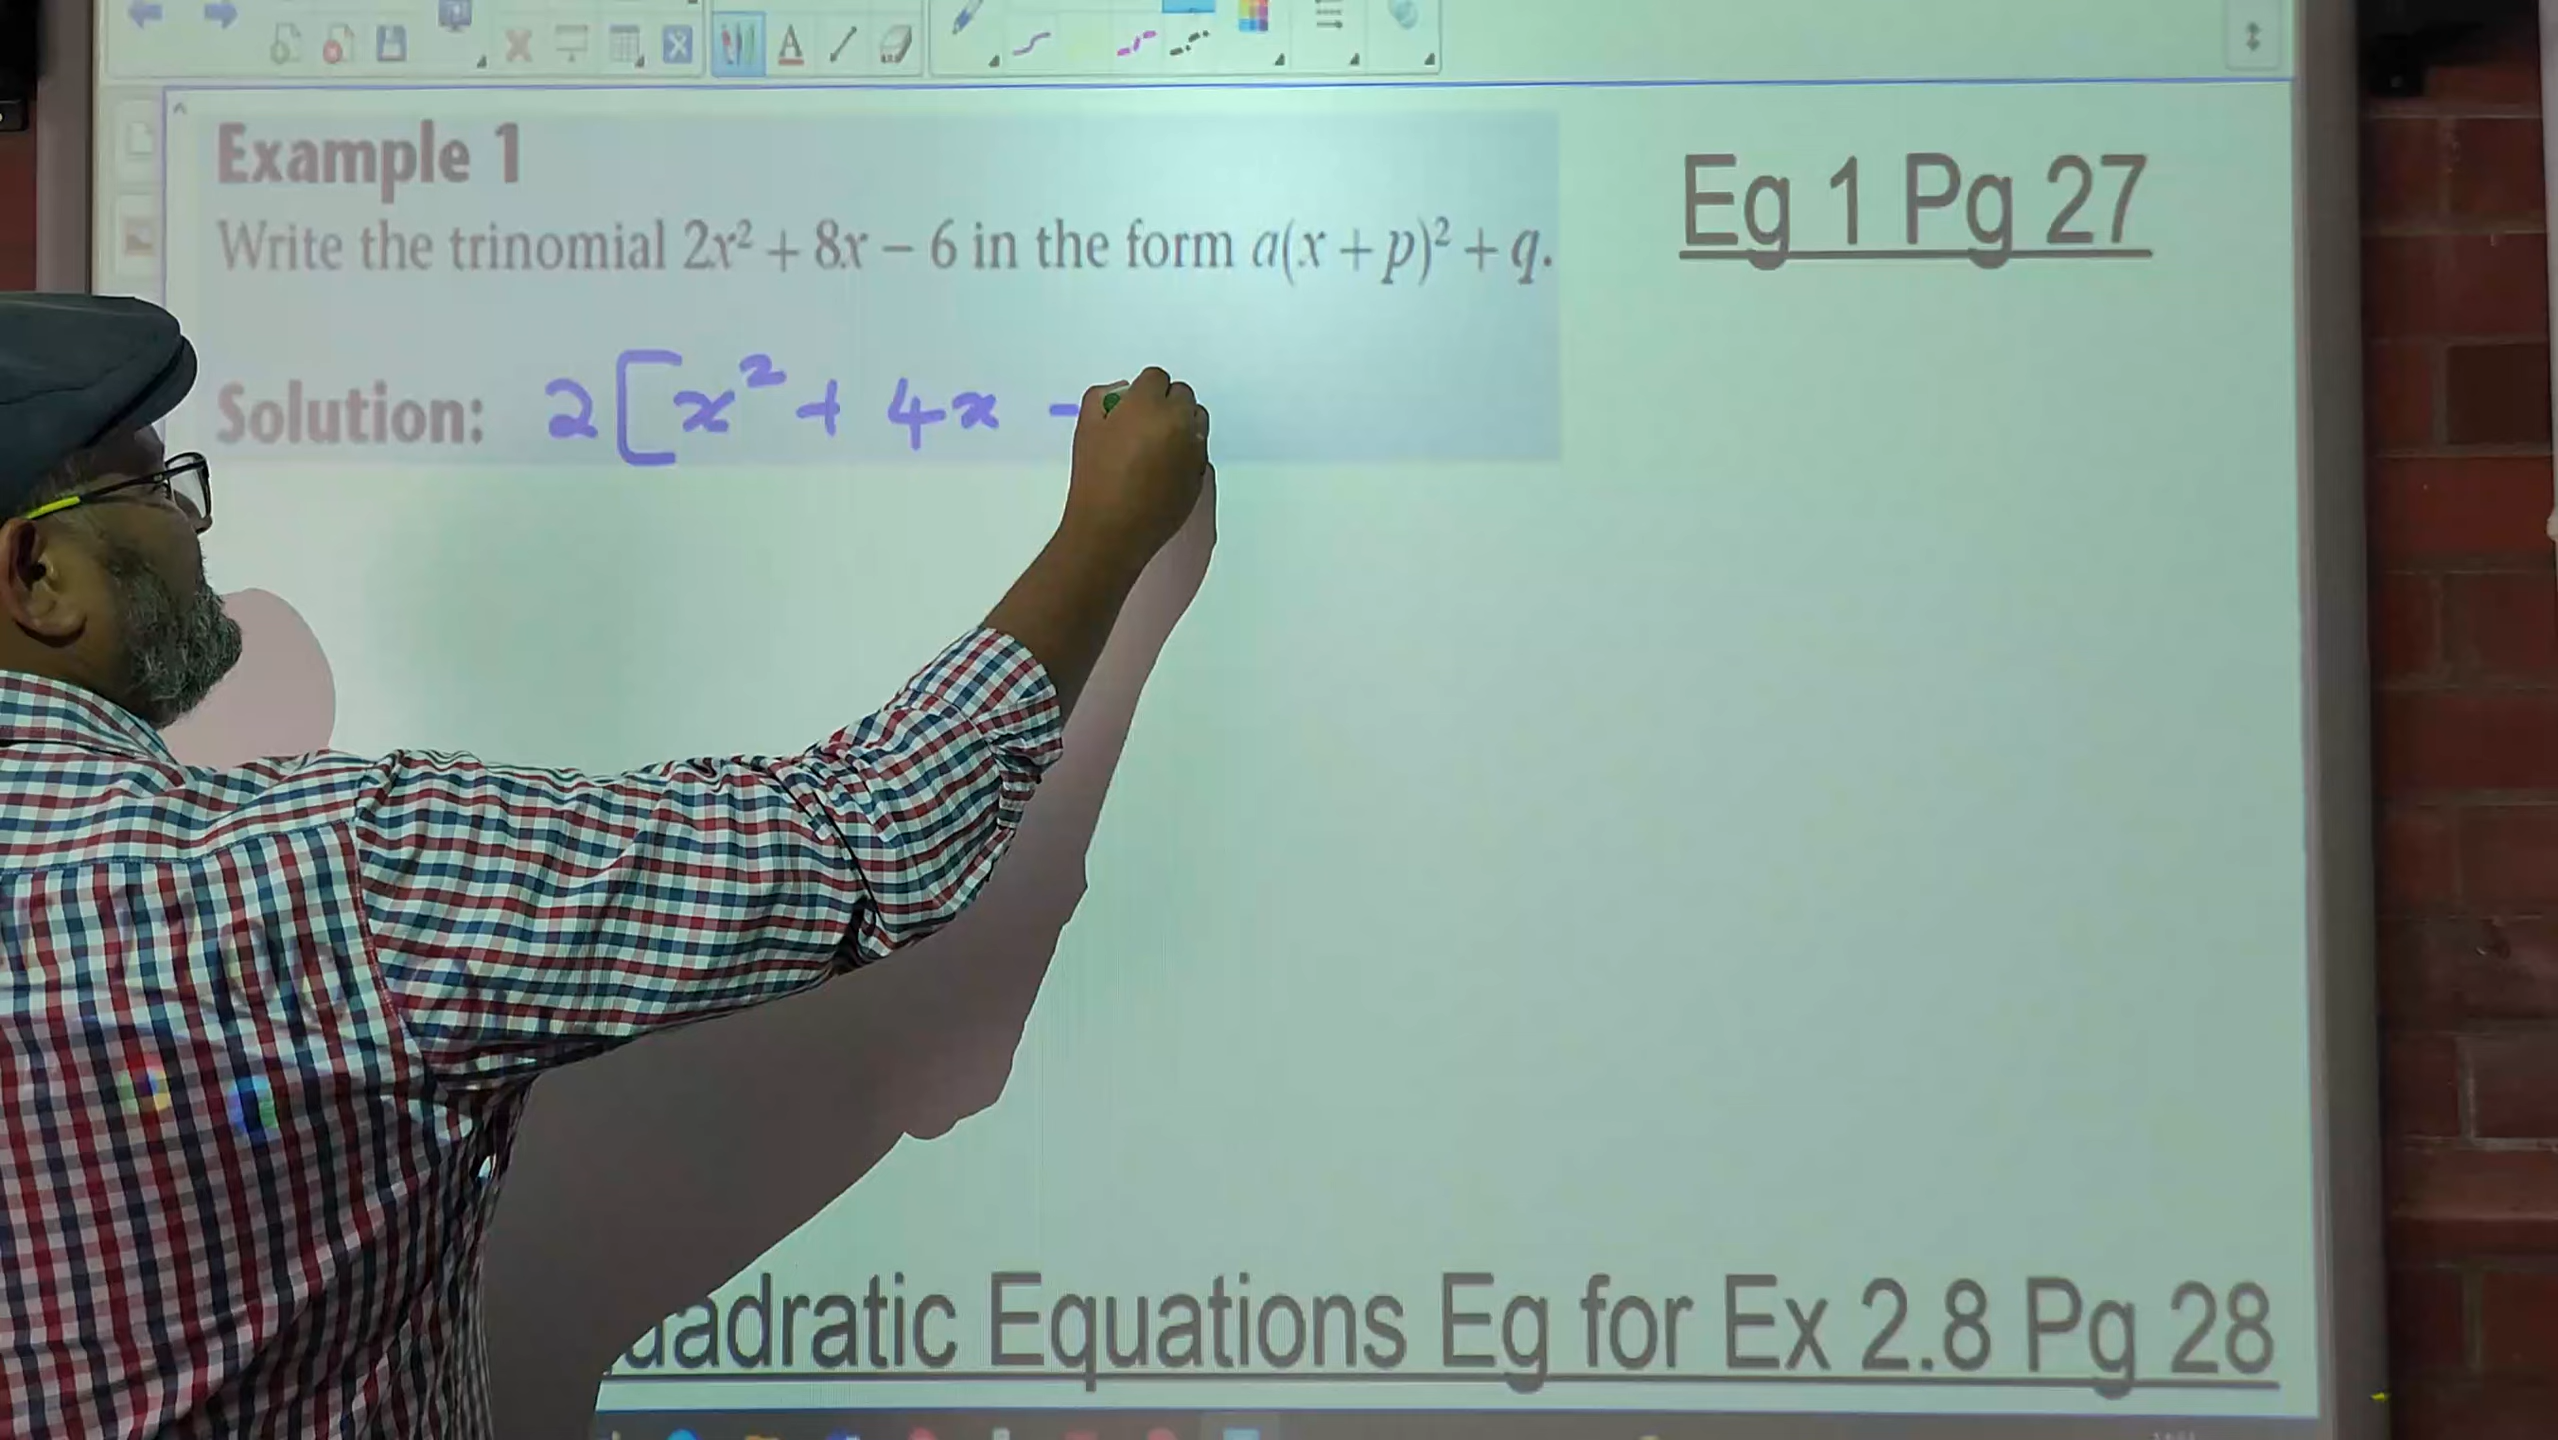 Example 1
Eg 1 Pg 27
Write the trinomial 2x² + 8x − 6 in the form a(x + p)² + q.
Solution: 2[x² + 4x -
Equations Eg for Ex 2.8 Pg 28